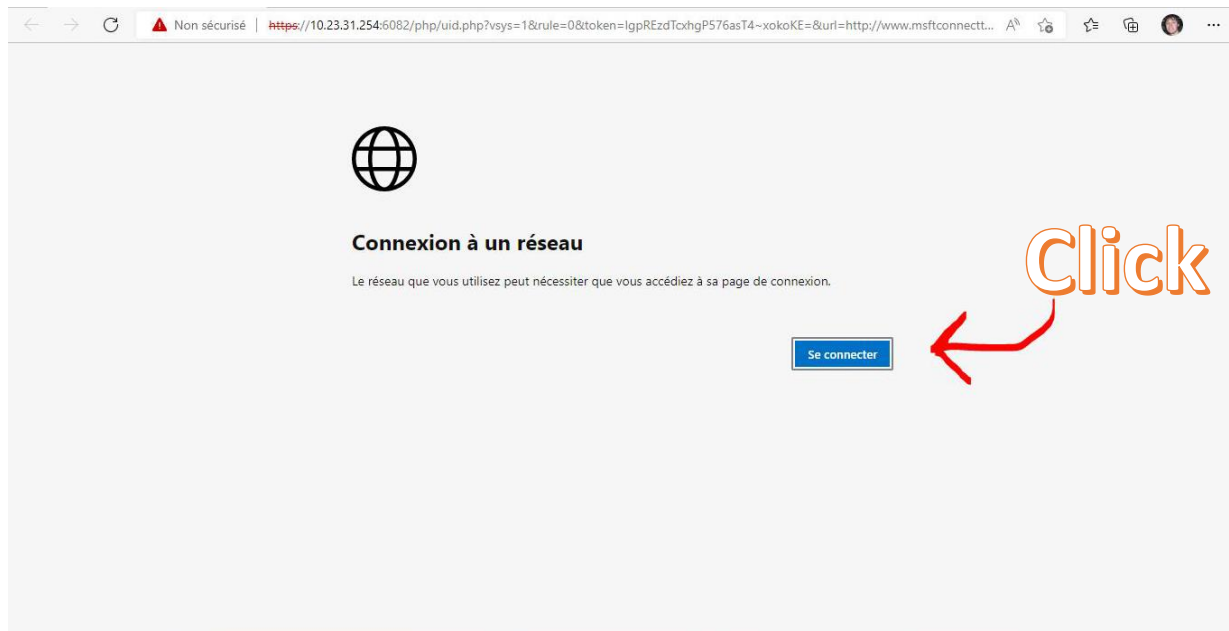 Non sécurisé | https://10.23.31.254:6082/php/uid.php?vsys=1&rule=0&token=IgpREzdTcxhgP576asT4~xokoKE=&url=http://www.msftconnectt...
Connexion à un réseau
Click
Le réseau que vous utilisez peut nécessiter que vous accédiez à sa page de connexion.
Se connecter